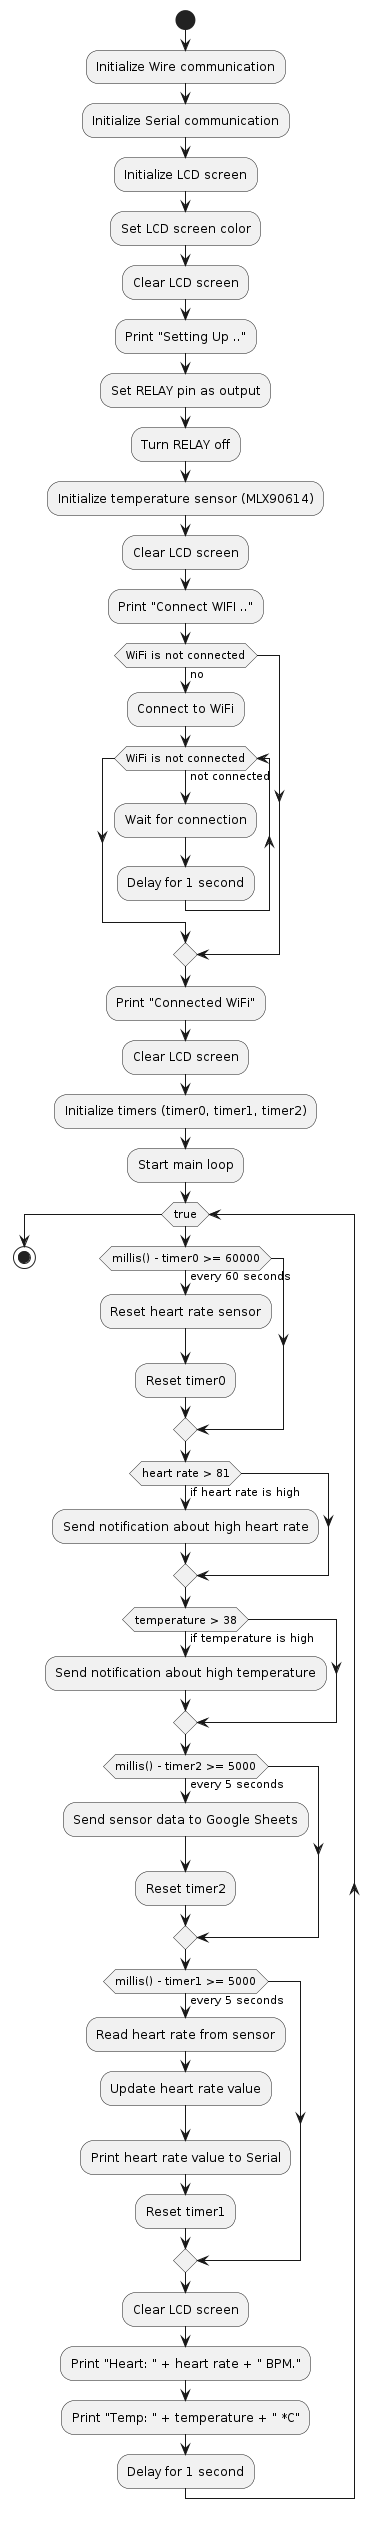 Initialize Wire communication
Initialize Serial communication
Initialize LCD screen
Set LCD screen color
Clear LCD screen
Print "Setting Up .."
Set RELAY pin as output
Turn RELAY off
Initialize temperature sensor (MLX90614)
Clear LCD screen
Print "Connect WIFI .."
WiFi is not connected
no
Connect to WiFi
WiFi is not connected
not connected
Wait for connection
Delay for 1 second
Print "Connected WiFi"
Clear LCD screen
Initialize timers (timer0, timer1, timer2)
Start main loop
true
millis() - timer0 >= 60000
every 60 seconds
Reset heart rate sensor
Reset timer0
heart rate > 81
if heart rate is high
Send notification about high heart rate
temperature > 38
if temperature is high
Send notification about high temperature
millis() - timer2 >= 5000
every 5 seconds
Send sensor data to Google Sheets
Reset timer2
millis() - timer1 >= 5000
every 5 seconds
Read heart rate from sensor
Update heart rate value
Print heart rate value to Serial
Reset timer1
Clear LCD screen
Print "Heart: " + heart rate + " BPM."
Print "Temp: " + temperature + " *C"
Delay for 1 second